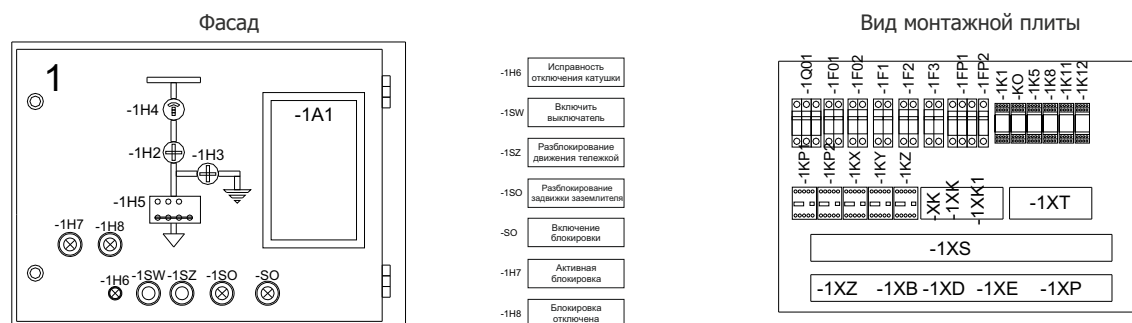 Фасад
Вид монтажной плиты
1
-1H4
-1A1
-1H2
-1H3
-1H5
-1H7
-1H8
-1H6
-1SW
-1SZ
-1SO
-SO
-1H6
Исправность
отключения катушки
-1SW
Включить
выключатель
-1SZ
Разблокирование
движения тележкой
-1SO
Разблокирование
задвижки заземлителя
-SO
Включение
блокировки
-1H7
Активная
блокировка
-1H8
Блокировка
отключена
-1Q01
-1F01
-1F02
-1F1
-1F2
-1F3
-1FP1
-1FP2
-1K1
-KO
-1K5
-1K8
-1K11
-1K12
-1KP1
-1KP2
-1KX
-1KY
-1KZ
-XK
-1XK
-1XK1
-1XT
-1XS
-1XZ -1XB -1XD -1XE -1XP